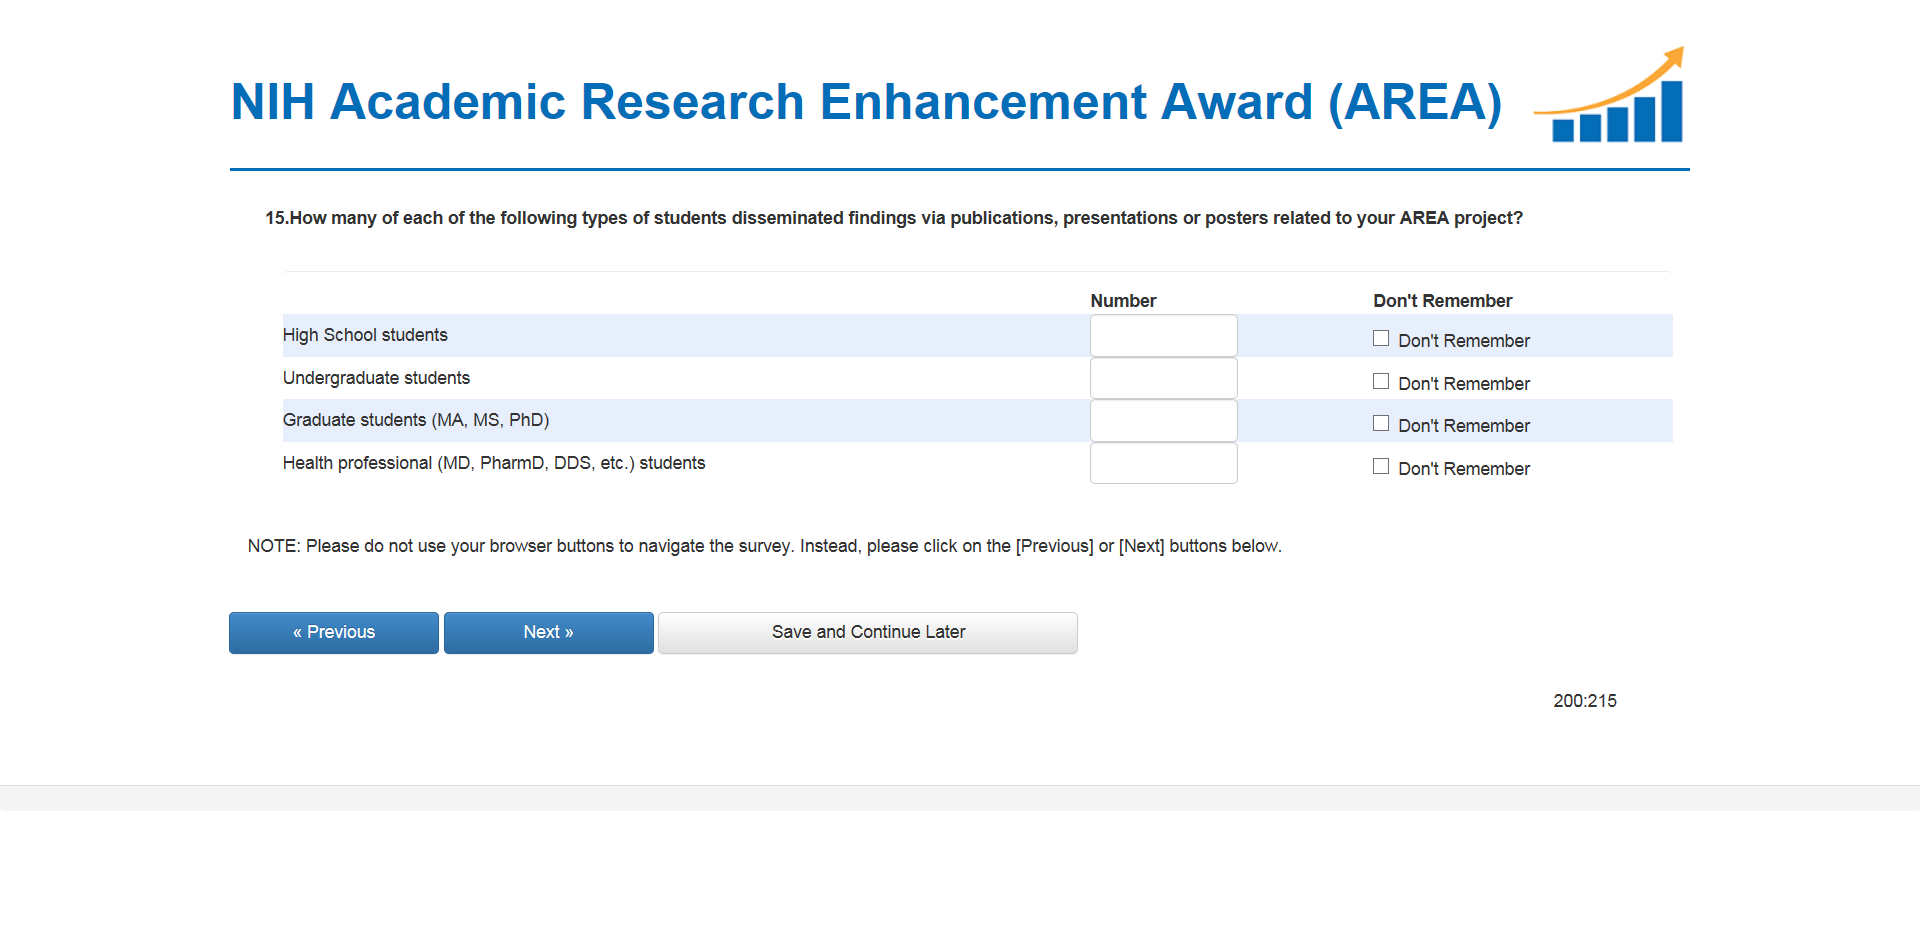 NIH Academic Research Enhancement Award (AREA)
15.How many of each of the following types of students disseminated findings via publications, presentations or posters related to your AREA project?
Number Don't Remember
High School students Don't Remember
Undergraduate students Don't Remember
Graduate students (MA, MS, PhD) Don't Remember
Health professional (MD, PharmD, DDS, etc.) students Don't Remember
NOTE: Please do not use your browser buttons to navigate the survey. Instead, please click on the [Previous] or [Next] buttons below.
« Previous Next » Save and Continue Later
200:215